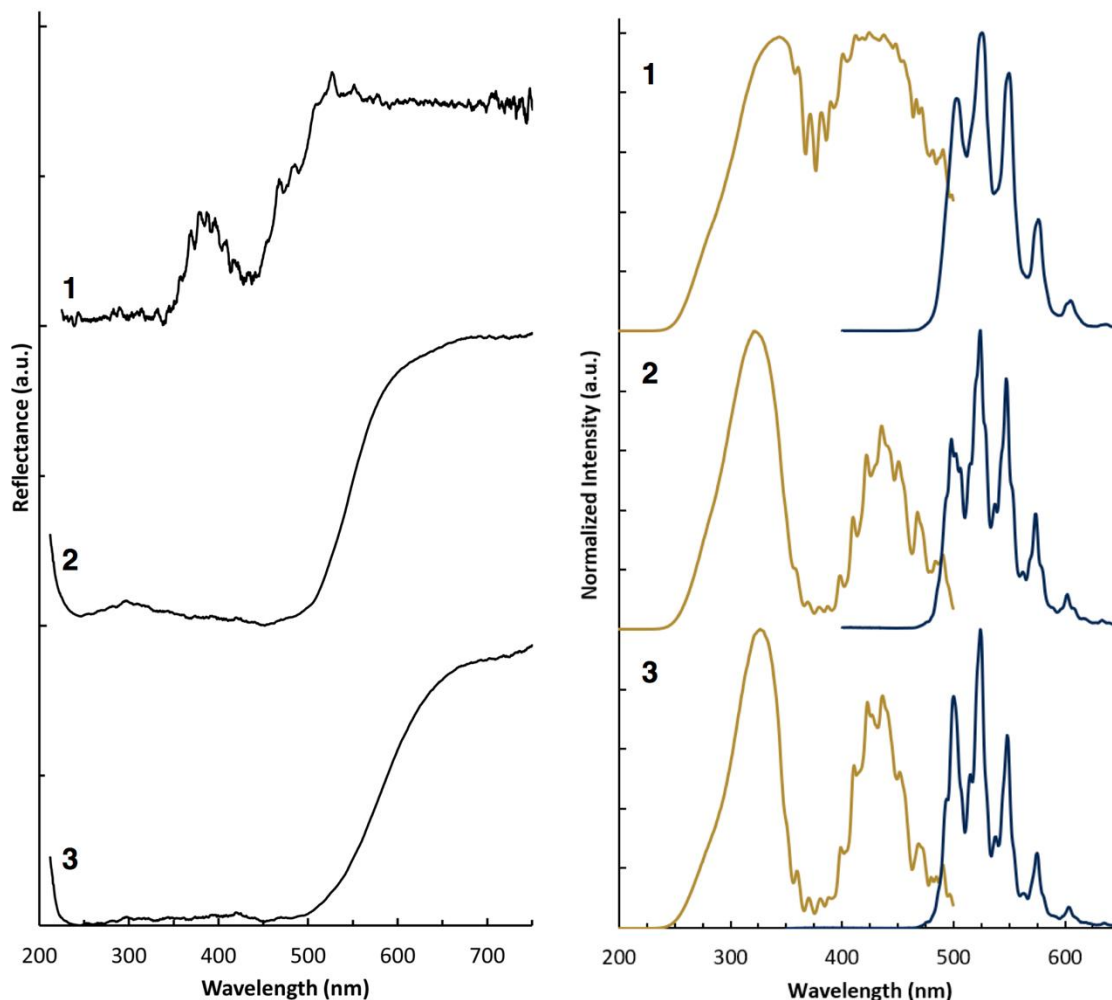 Reflectance (a.u.)
1
2
3
200 300 400 500 600 700
Wavelength (nm)
Normalized Intensity (a.u.)
1
2
3
200 300 400 500 600
Wavelength (nm)